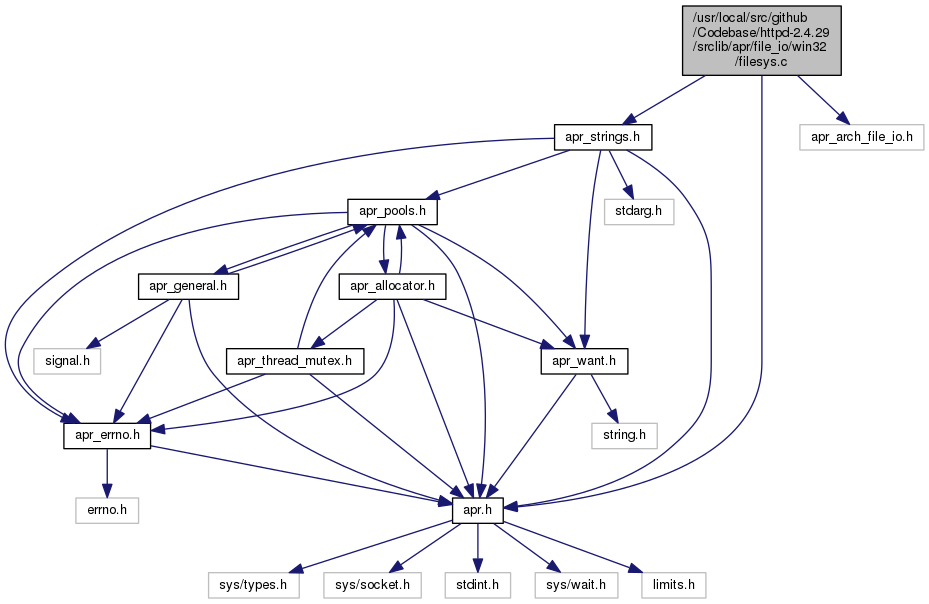 /usr/local/src/github
/Codebase/httpd-2.4.29
/srclib/apr/file_io/win32
/filesys.c
apr_strings.h
apr_arch_file_io.h
apr_pools.h
stdarg.h
apr_general.h
apr_allocator.h
signal.h
apr_thread_mutex.h
apr_want.h
apr_errno.h
string.h
errno.h
apr.h
sys/types.h
sys/socket.h
stdint.h
sys/wait.h
limits.h